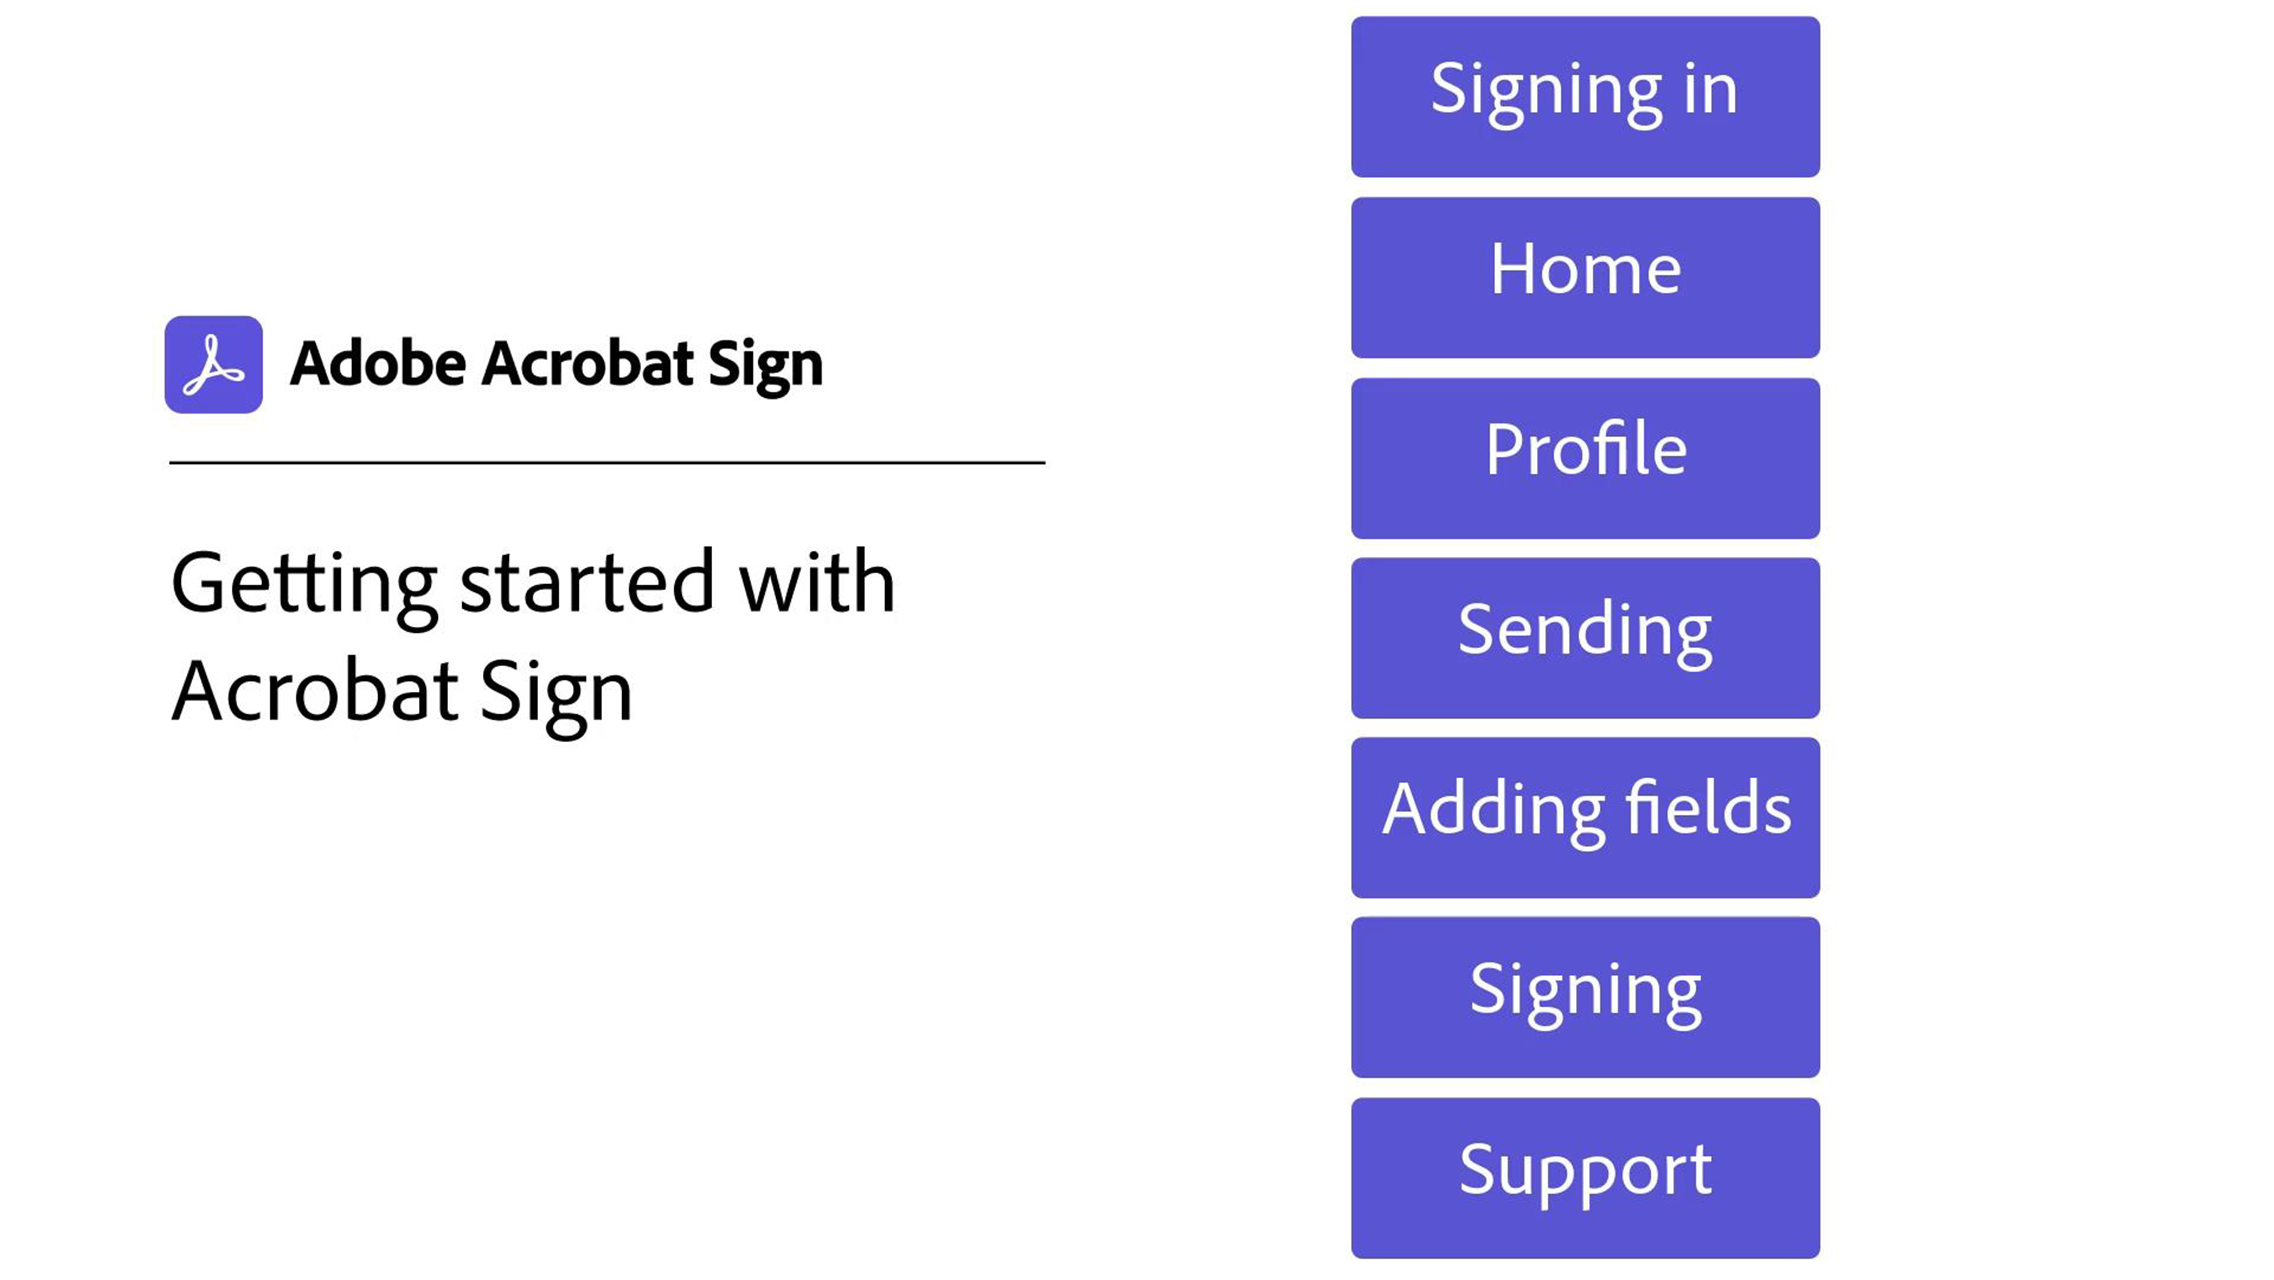 Adobe Acrobat Sign
Getting started with
Acrobat Sign
Signing in
Home
Profile
Sending
Adding fields
Signing
Support